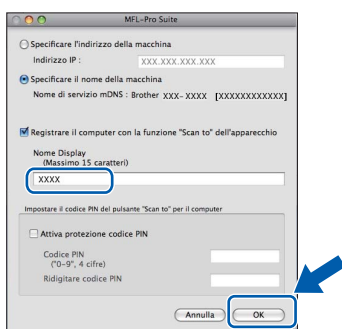 MFL-Pro Suite
Specificare l'indirizzo della macchina
Indirizzo IP : XXX.XXX.XXX.XXX
Specificare il nome della macchina
Nome di servizio mDNS : Brother XXX- XXXX [XXXXXXXXXXXX]
Registrare il computer con la funzione "Scan to" dell'apparecchio
Nome Display
(Massimo 15 caratteri)
XXXX
Impostare il codice PIN del pulsante "Scan to" per il computer
Attiva protezione codice PIN
Codice PIN
("0-9", 4 cifre)
Ridigitare codice PIN
Annulla OK